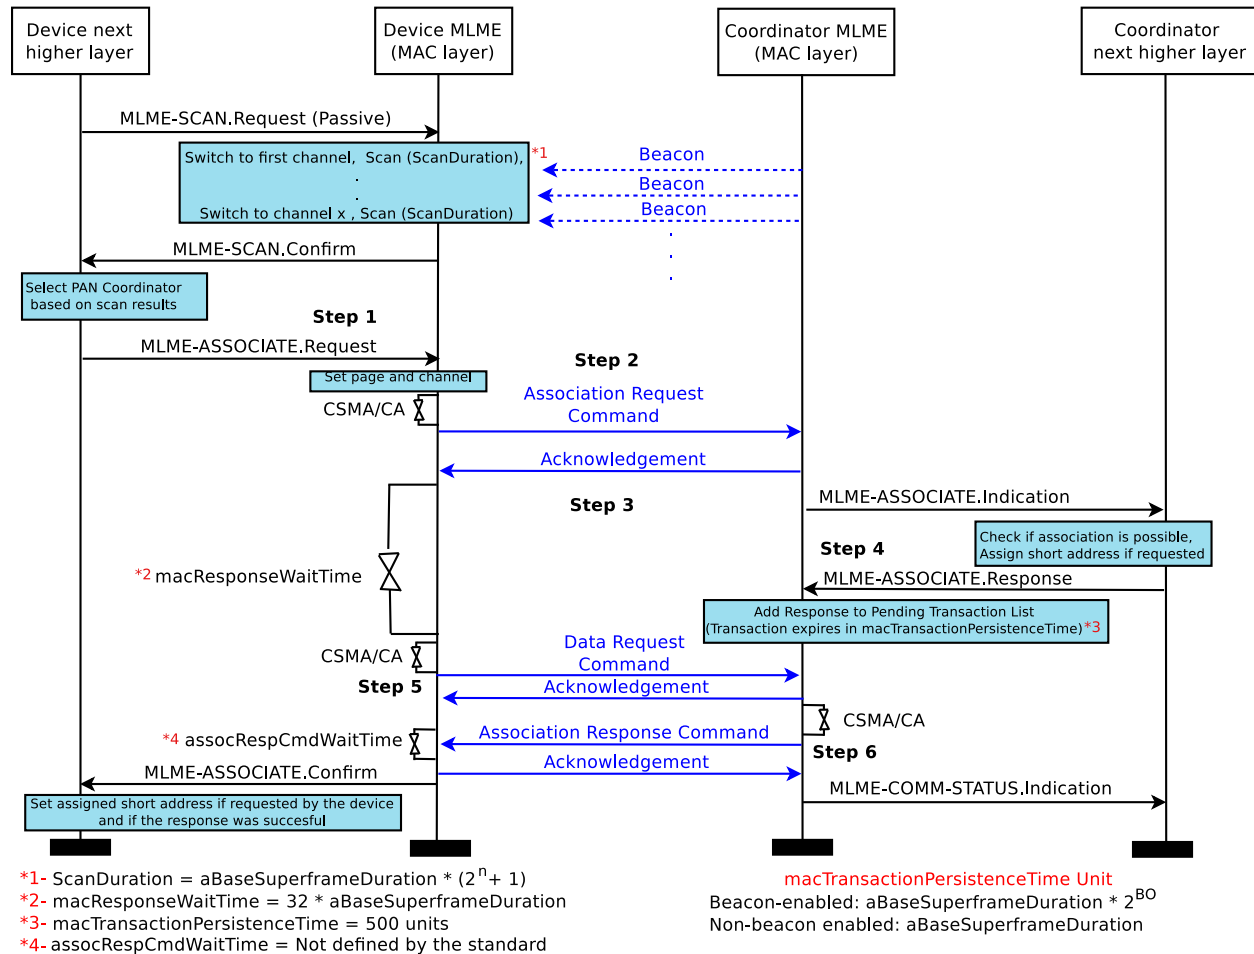 Device next
higher layer
Device MLME
(MAC layer)
Coordinator MLME
(MAC layer)
Coordinator
next higher layer
MLME-SCAN.Request (Passive)
Switch to first channel,  Scan (ScanDuration),
*1
.
.
Switch to channel x , Scan (ScanDuration)
Beacon
Beacon
Beacon
.
.
.
MLME-SCAN.Confirm
Select PAN Coordinator
based on scan results
Step 1
MLME-ASSOCIATE.Request
Step 2
Set page and channel
CSMA/CA
Association Request
Command
Acknowledgement
Step 3
MLME-ASSOCIATE.Indication
Check if association is possible,
Assign short address if requested
Step 4
*2 macResponseWaitTime
MLME-ASSOCIATE.Response
Add Response to Pending Transaction List
(Transaction expires in macTransactionPersistenceTime) *3
CSMA/CA
Data Request
Command
Step 5
Acknowledgement
CSMA/CA
*4 assocRespCmdWaitTime
Association Response Command
Step 6
Acknowledgement
MLME-ASSOCIATE.Confirm
MLME-COMM-STATUS.Indication
Set assigned short address if requested by the device
and if the response was succesful
*1- ScanDuration = aBaseSuperframeDuration * (2^n + 1)
*2- macResponseWaitTime = 32 * aBaseSuperframeDuration
*3- macTransactionPersistenceTime = 500 units
*4- assocRespCmdWaitTime = Not defined by the standard
macTransactionPersistenceTime Unit
Beacon-enabled: aBaseSuperframeDuration * 2^BO
Non-beacon enabled: aBaseSuperframeDuration